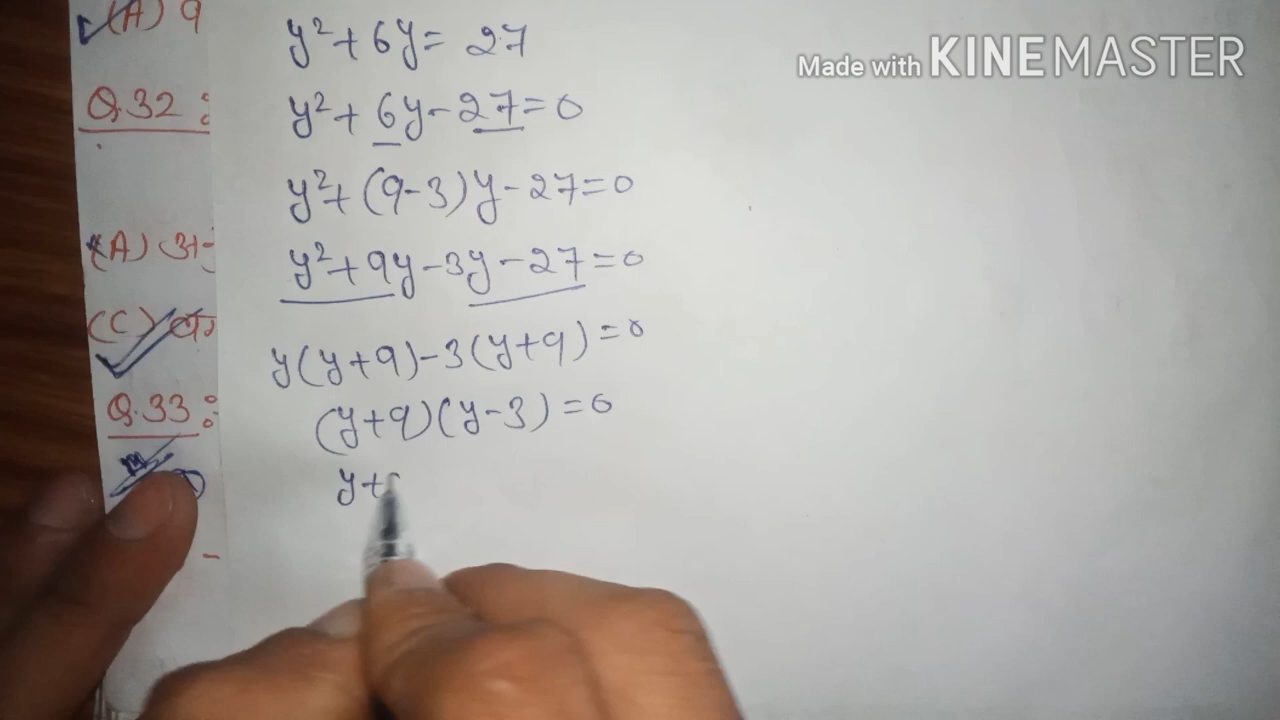 (A) 9
Q.32 :
(A)
(C)
Q.33 :
y²+ 6y= 27
y²+ 6y-27=0
y²+(9-3)y-27=0
y²+9y-3y-27=0
y(y+9)-3(y+9)=0
(y+9)(y-3)=0
y+
Made with KINEMASTER